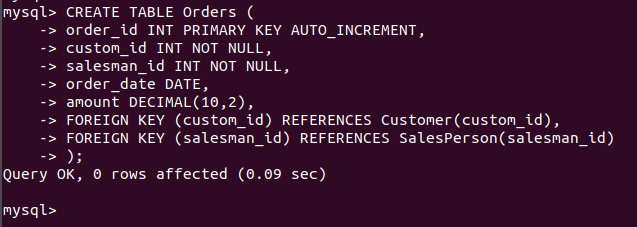 mysql> CREATE TABLE Orders (
    -> order_id INT PRIMARY KEY AUTO_INCREMENT,
    -> custom_id INT NOT NULL,
    -> salesman_id INT NOT NULL,
    -> order_date DATE,
    -> amount DECIMAL(10,2),
    -> FOREIGN KEY (custom_id) REFERENCES Customer(custom_id),
    -> FOREIGN KEY (salesman_id) REFERENCES SalesPerson(salesman_id)
    -> );
Query OK, 0 rows affected (0.09 sec)
mysql>